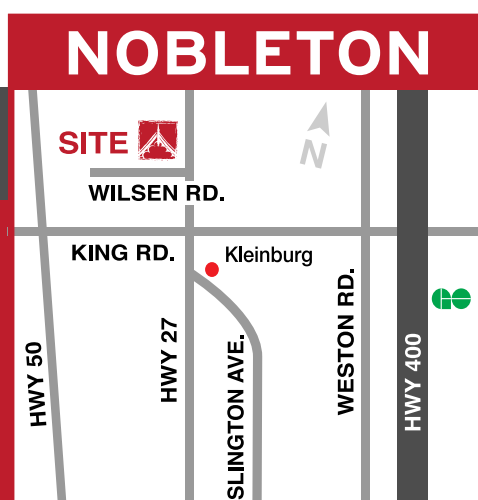 NOBLETON
SITE
N
WILSEN RD.
KING RD.
Kleinburg
HWY 50
HWY 27
SLINGTON AVE.
WESTON RD.
HWY 400
GO